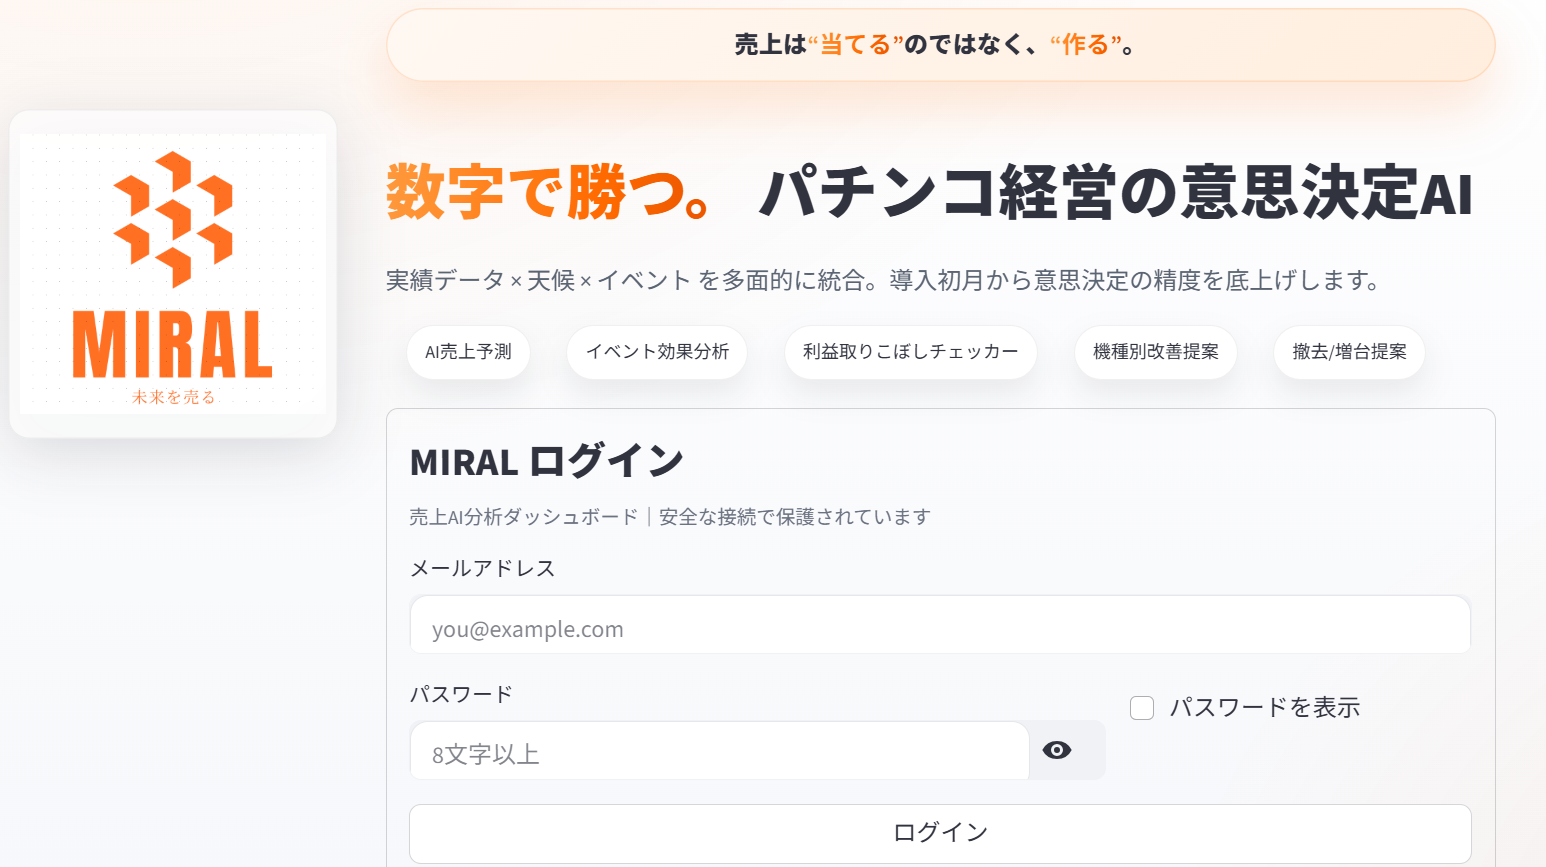 売上は“当てる”のではなく、“作る”。
MIRAL
未来を売る
数字で勝つ。 パチンコ経営の意思決定AI
実績データ × 天候 × イベント を多面的に統合。導入初月から意思決定の精度を底上げします。
AI売上予測
イベント効果分析
利益取りこぼしチェッカー
機種別改善提案
撤去/増台提案
MIRAL ログイン
売上AI分析ダッシュボード｜安全な接続で保護されています
メールアドレス
you@example.com
パスワード
パスワードを表示
8文字以上
ログイン